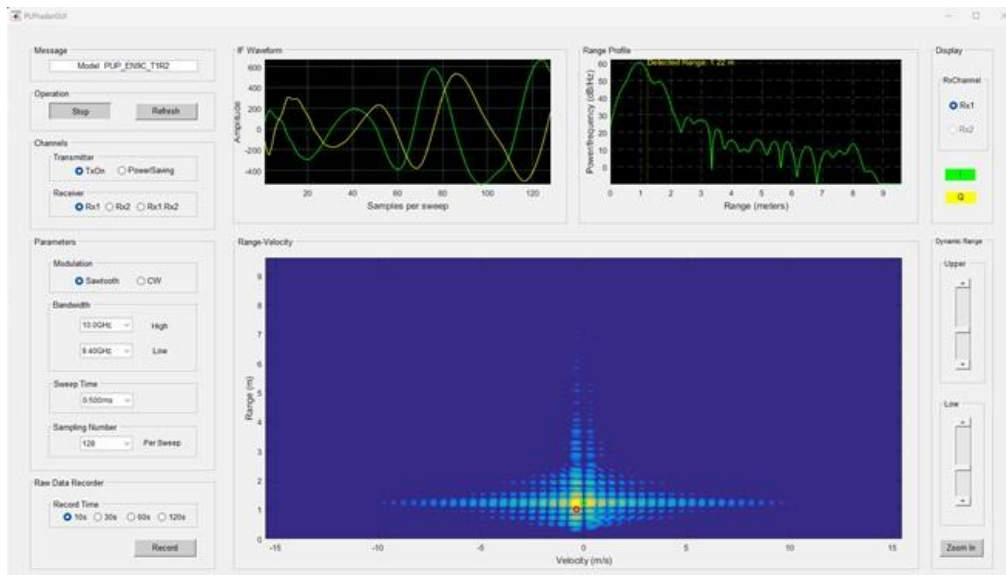 PUPradarGUI
Message
Model PUP_EN9C_T1R2
Operation
Stop
Refresh
Channels
Transmitter
TxOn
PowerSaving
Receiver
Rx1
Rx2
Rx1 Rx2
Parameters
Modulation
Sawtooth
CW
Bandwidth
10.0GHz
High
8.40GHz
Low
Sweep Time
0.500ms
Sampling Number
128
Per Sweep
Raw Data Recorder
Record Time
10s
30s
60s
120s
Record
IF Waveform
600
400
200
0
-200
-400
Amplitude
20
40
60
80
100
120
Samples per sweep
Range Profile
Detected Range: 1.22 m
60
50
40
30
20
10
0
Power/frequency (dB/Hz)
0
1
2
3
4
5
6
7
8
9
Range (meters)
Display
RxChannel
Rx1
Rx2
I
Q
Range-Velocity
9
8
7
6
5
4
3
2
1
0
Range (m)
-15
-10
-5
0
5
10
15
Velocity (m/s)
Dynamic Range
Upper
Low
Zoom In